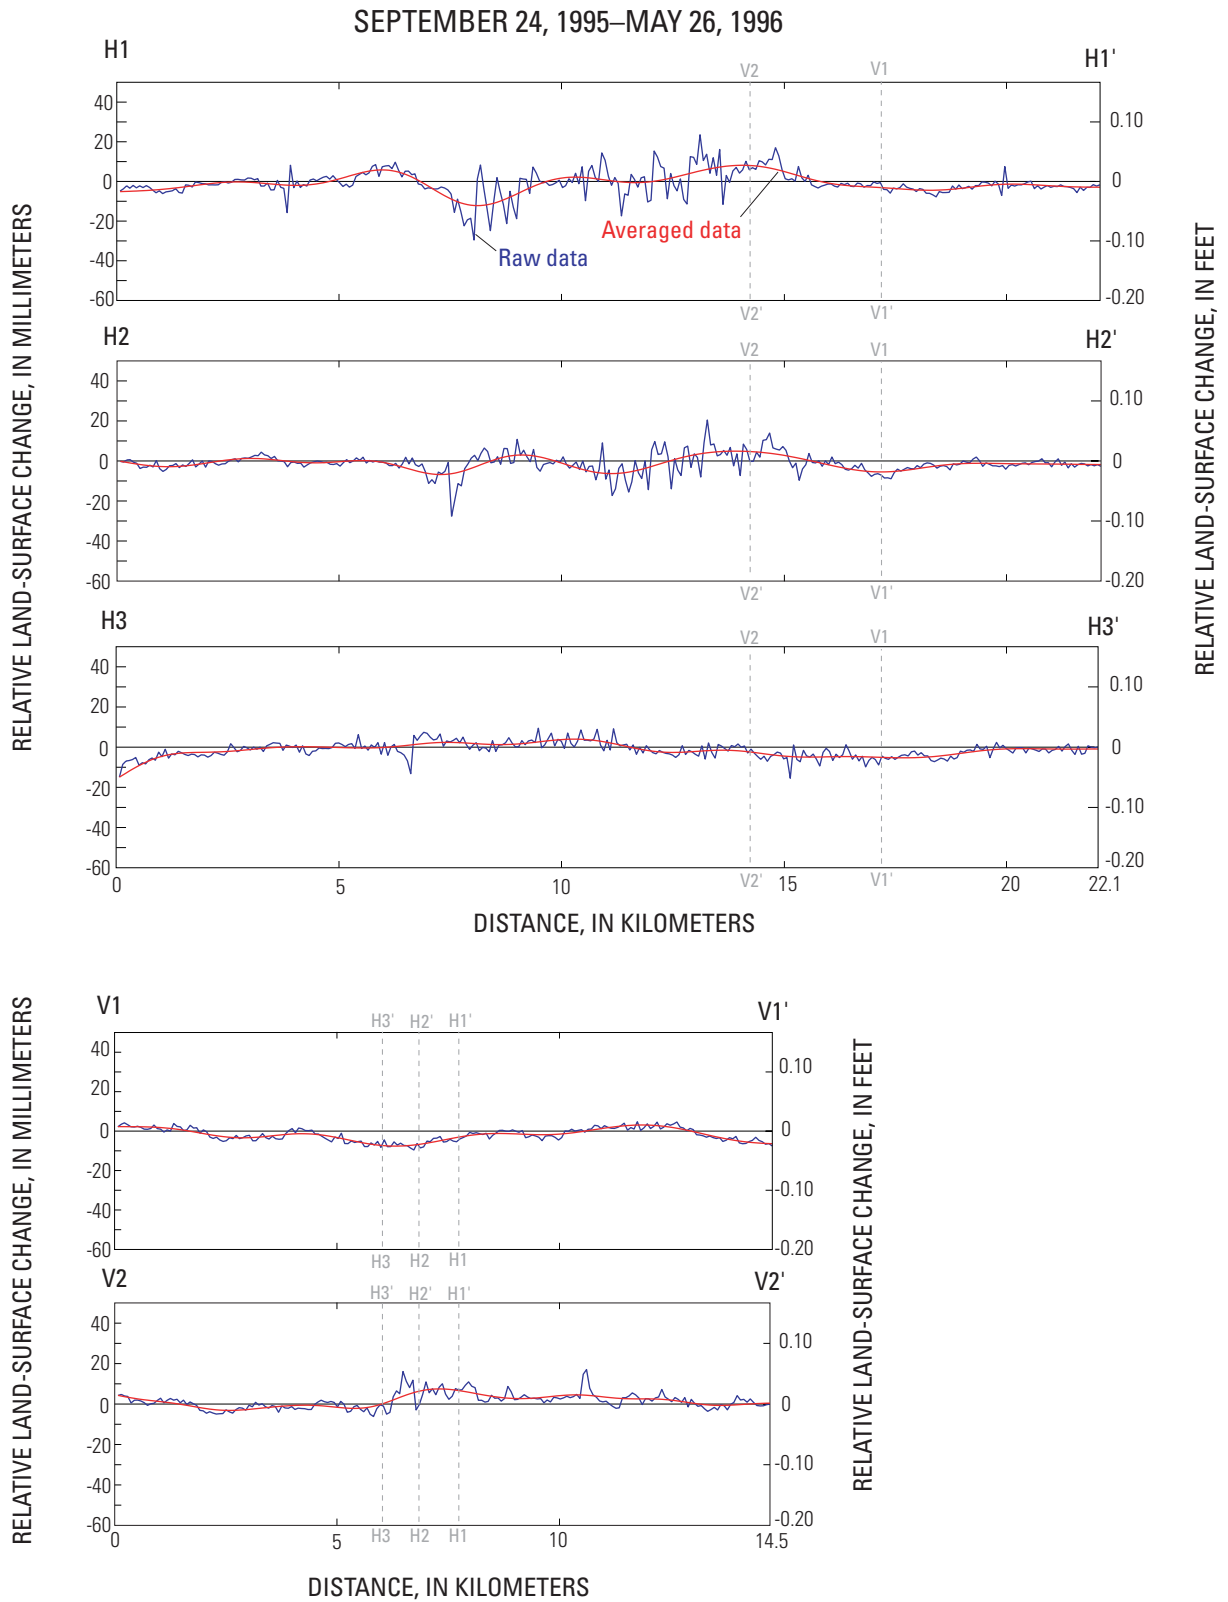 SEPTEMBER 24, 1995–MAY 26, 1996
H1
V2
V1
H1'
40
20
0
-20
-40
-60
0.10
0
-0.10
-0.20
Averaged data
Raw data
V2'
V1'
H2
V2
V1
H2'
40
20
0
-20
-40
-60
0.10
0
-0.10
-0.20
V2'
V1'
H3
V2
V1
H3'
40
20
0
-20
-40
-60
0.10
0
-0.10
-0.20
V2'
V1'
0
5
10
15
20
22.1
DISTANCE, IN KILOMETERS
RELATIVE LAND-SURFACE CHANGE, IN MILLIMETERS
RELATIVE LAND-SURFACE CHANGE, IN FEET
V1
H3'
H2'
H1'
V1'
40
20
0
-20
-40
-60
0.10
0
-0.10
-0.20
H3
H2
H1
V2
H3'
H2'
H1'
V2'
40
20
0
-20
-40
-60
0.10
0
-0.10
-0.20
H3
H2
H1
0
5
10
14.5
DISTANCE, IN KILOMETERS
RELATIVE LAND-SURFACE CHANGE, IN MILLIMETERS
RELATIVE LAND-SURFACE CHANGE, IN FEET